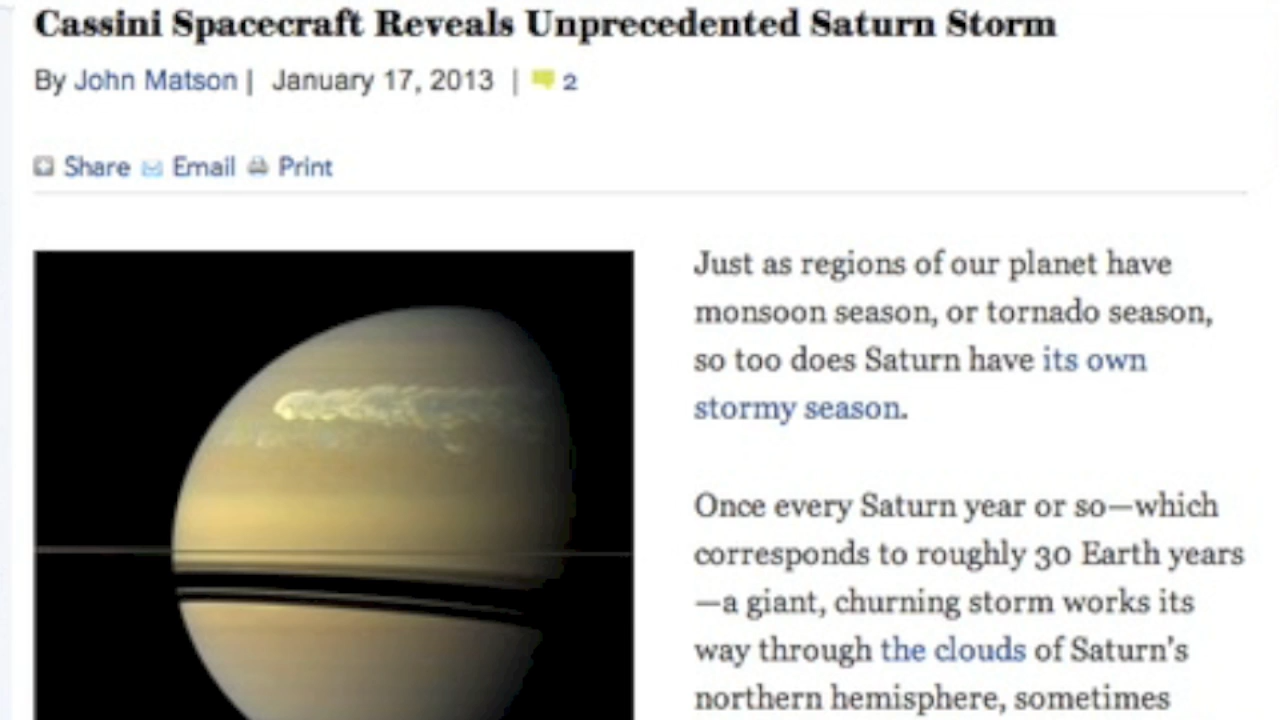 Cassini Spacecraft Reveals Unprecedented Saturn Storm
By John Matson | January 17, 2013 | 2
Share Email Print
Just as regions of our planet have
monsoon season, or tornado season,
so too does Saturn have its own
stormy season.
Once every Saturn year or so—which
corresponds to roughly 30 Earth years
—a giant, churning storm works its
way through the clouds of Saturn's
northern hemisphere, sometimes